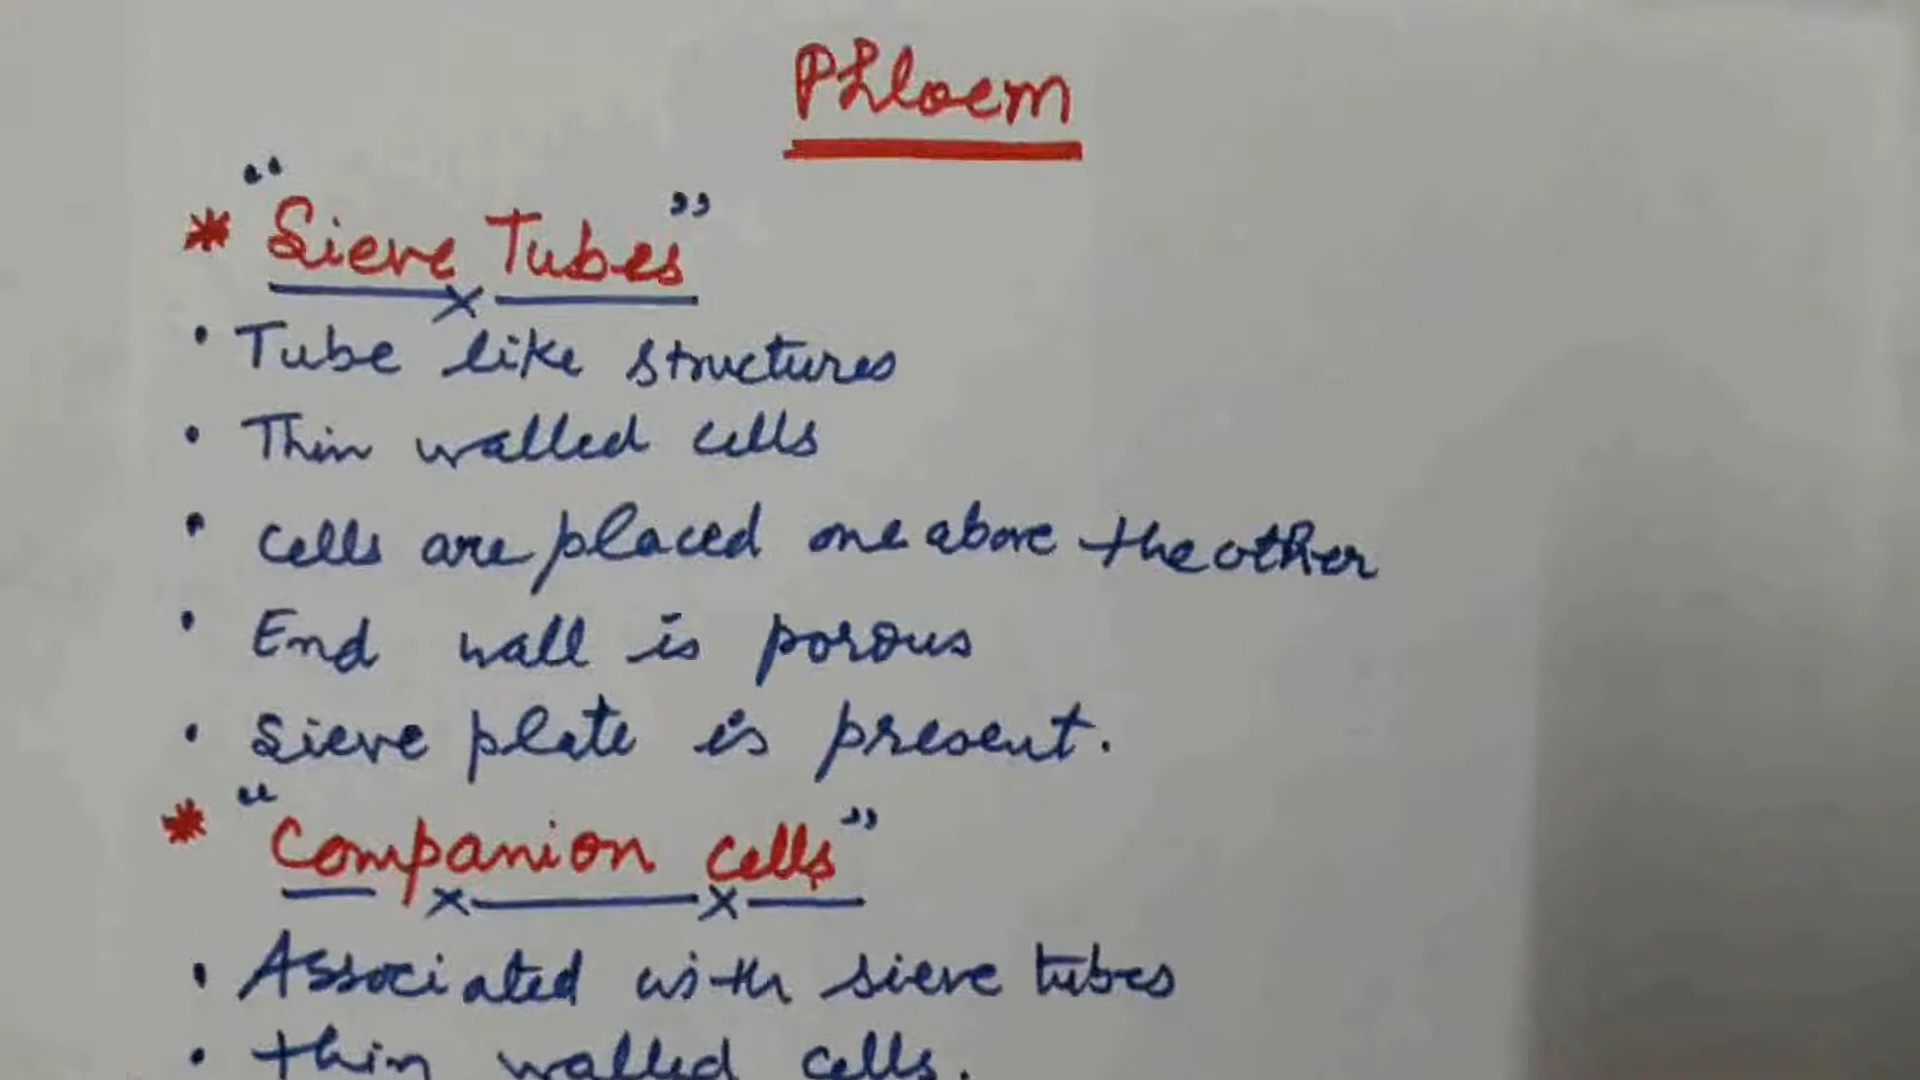 Phloem
* "Sieve Tubes"
• Tube like structures
• Thin walled cells
• cells are placed one above the other
• End wall is porous
• Sieve plate is present.
* "Companion cells"
• Associated with sieve tubes
• thin walled cells.